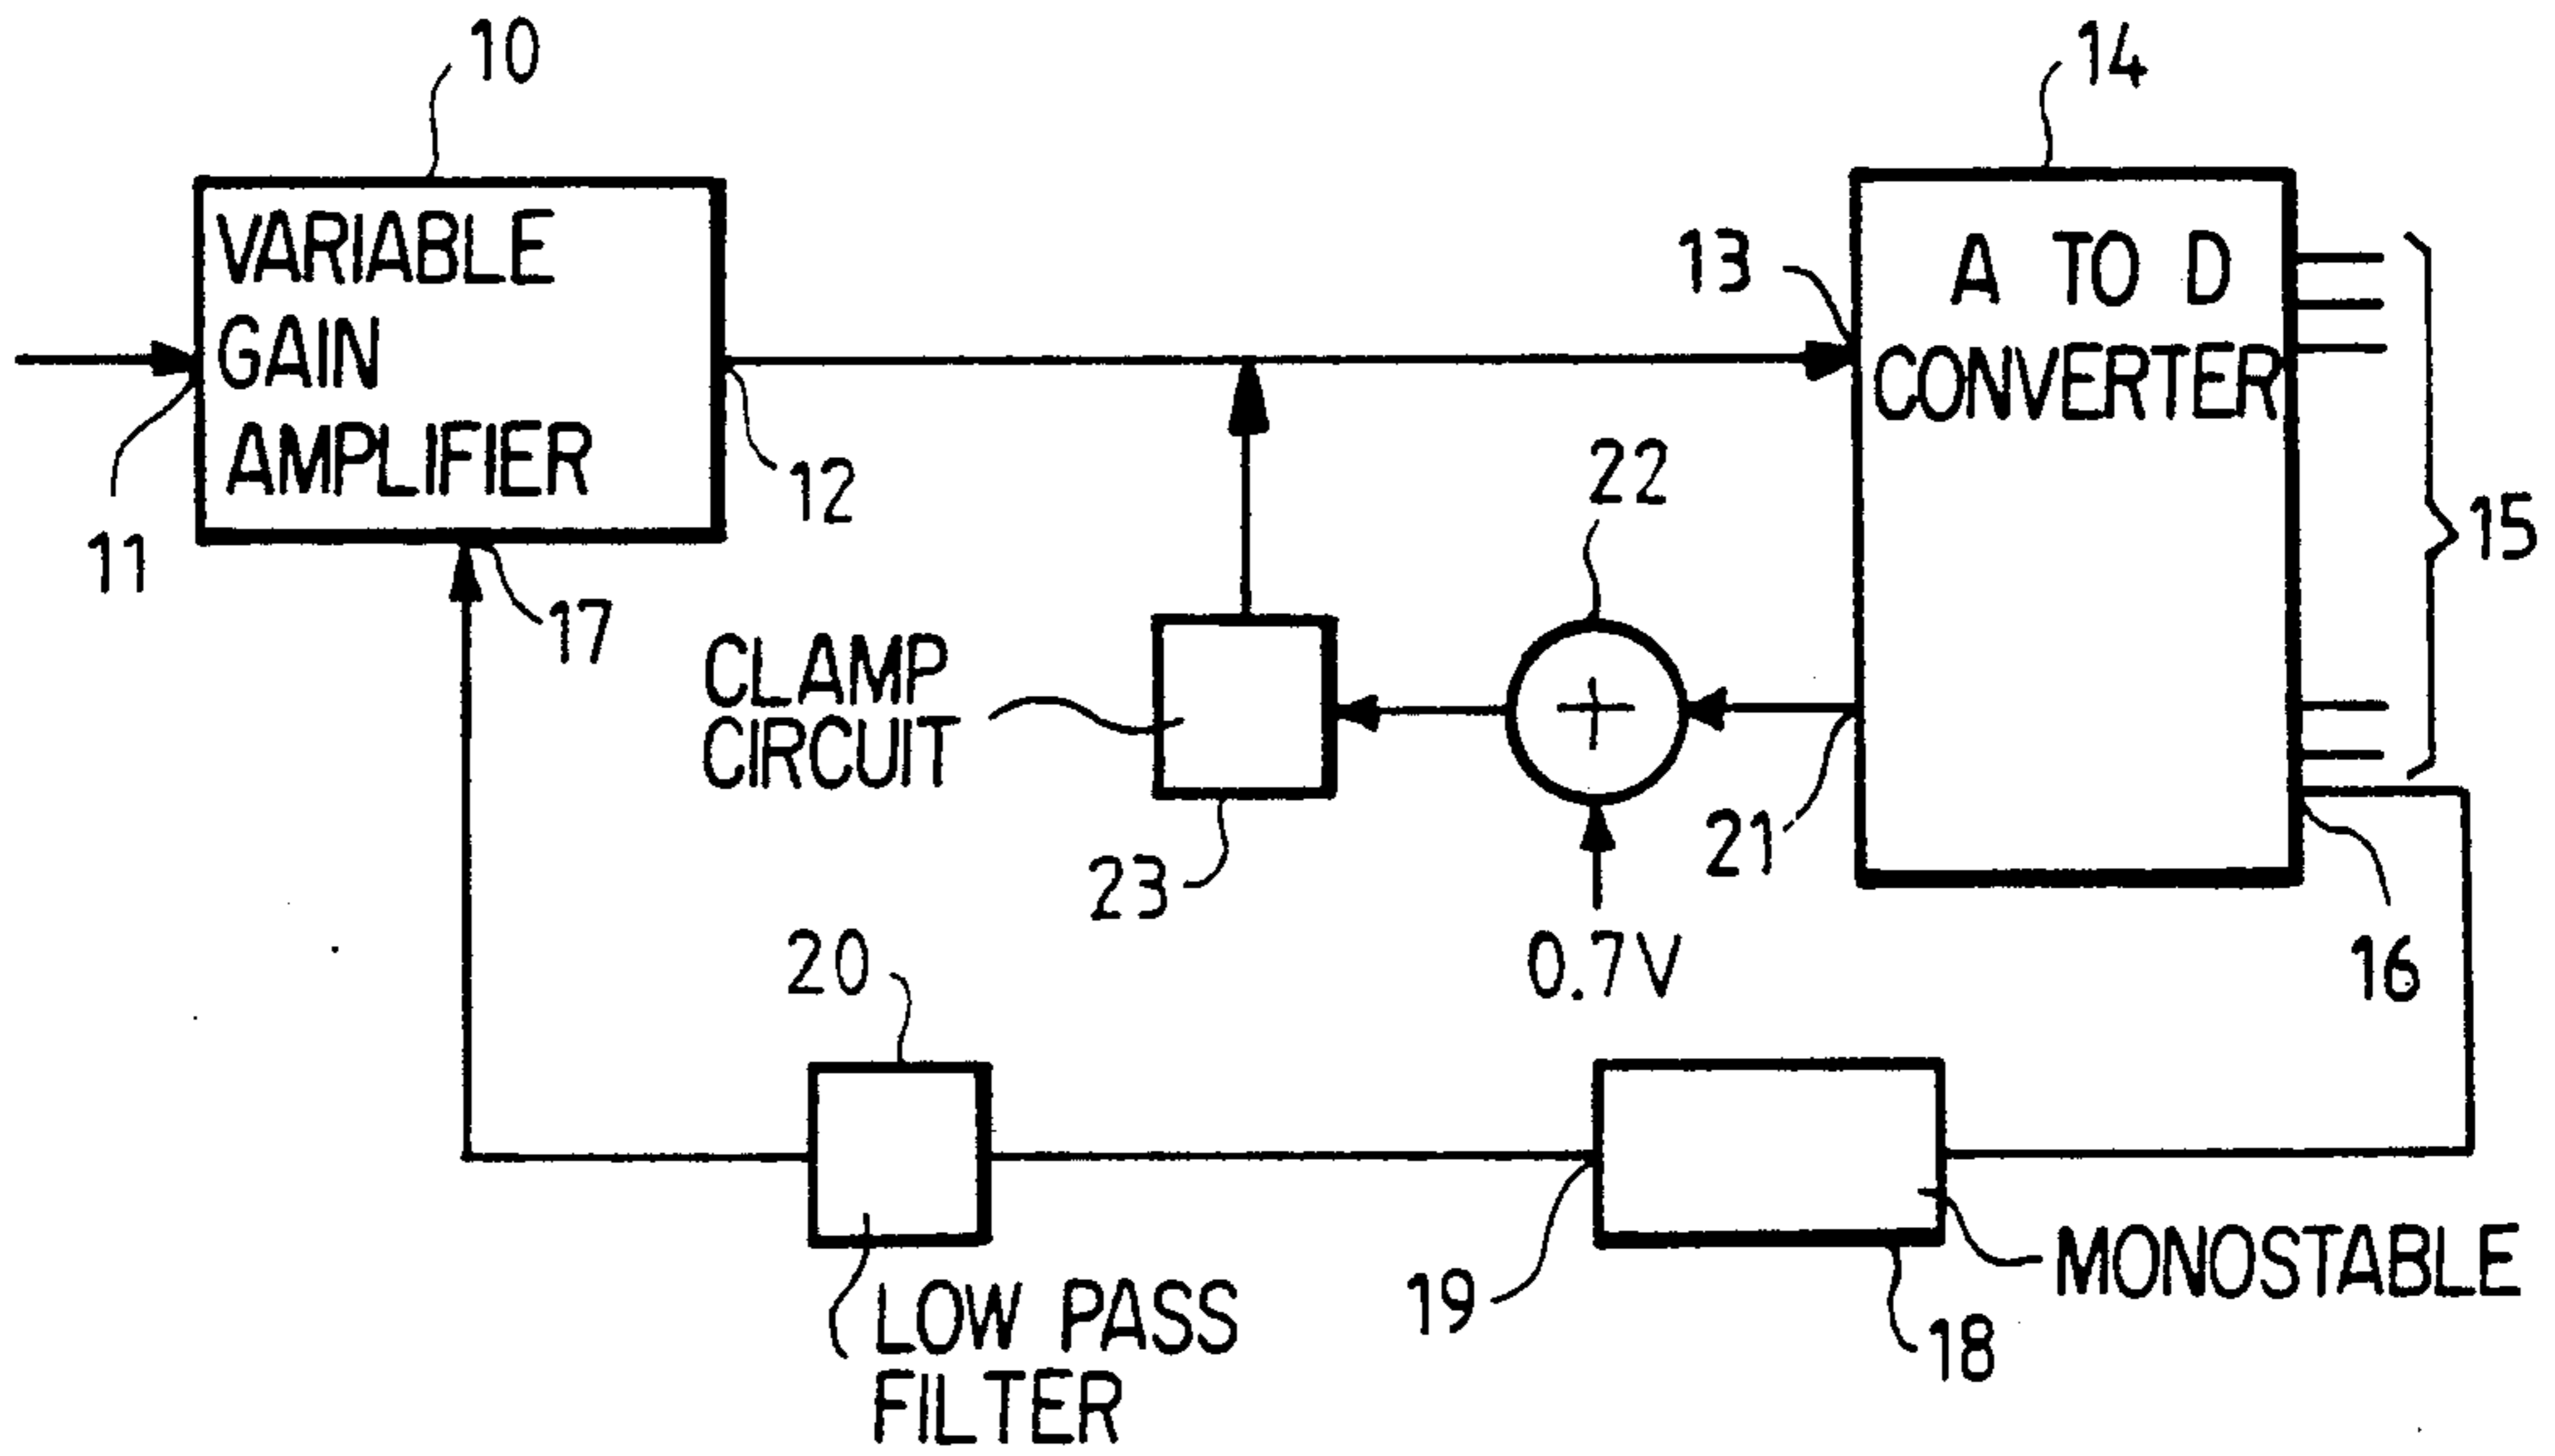 10
14
VARIABLE
GAIN
AMPLIFIER
13
A TO D
CONVERTER
11
12
22
15
17
CLAMP
CIRCUIT
+
21
23
0.7V
16
20
19
LOW PASS
FILTER
18
MONOSTABLE